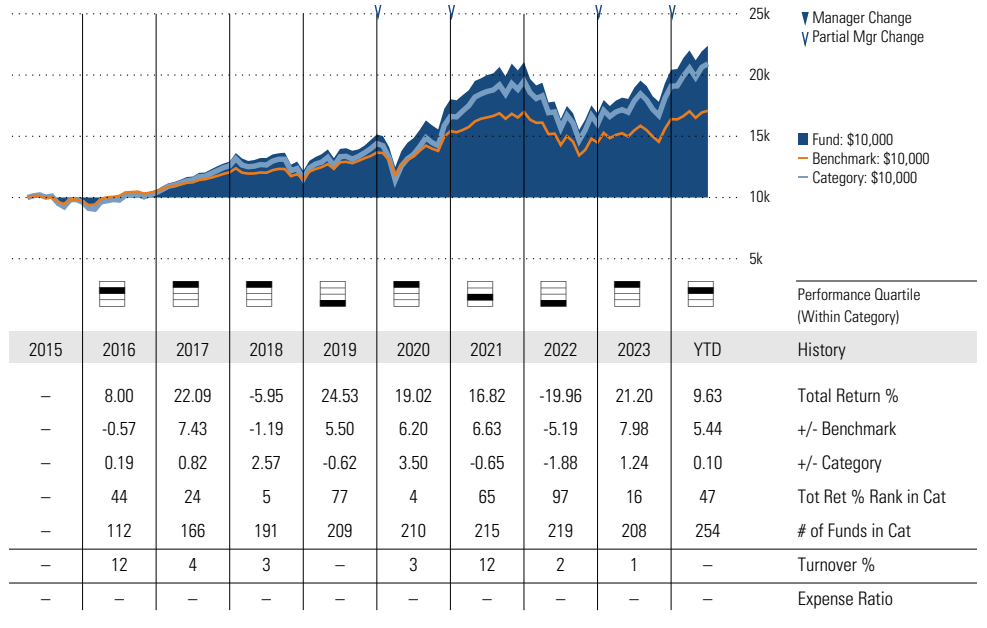 25k
Manager Change
Partial Mgr Change
20k
15k
Fund: $10,000
Benchmark: $10,000
Category: $10,000
10k
5k
Performance Quartile
(Within Category)
2015 2016 2017 2018 2019 2020 2021 2022 2023 YTD History
– 8.00 22.09 -5.95 24.53 19.02 16.82 -19.96 21.20 9.63 Total Return %
– -0.57 7.43 -1.19 5.50 6.20 6.63 -5.19 7.98 5.44 +/- Benchmark
– 0.19 0.82 2.57 -0.62 3.50 -0.65 -1.88 1.24 0.10 +/- Category
– 44 24 5 77 4 65 97 16 47 Tot Ret % Rank in Cat
– 112 166 191 209 210 215 219 208 254 # of Funds in Cat
– 12 4 3 – 3 12 2 1 – Turnover %
– – – – – – – – – – Expense Ratio